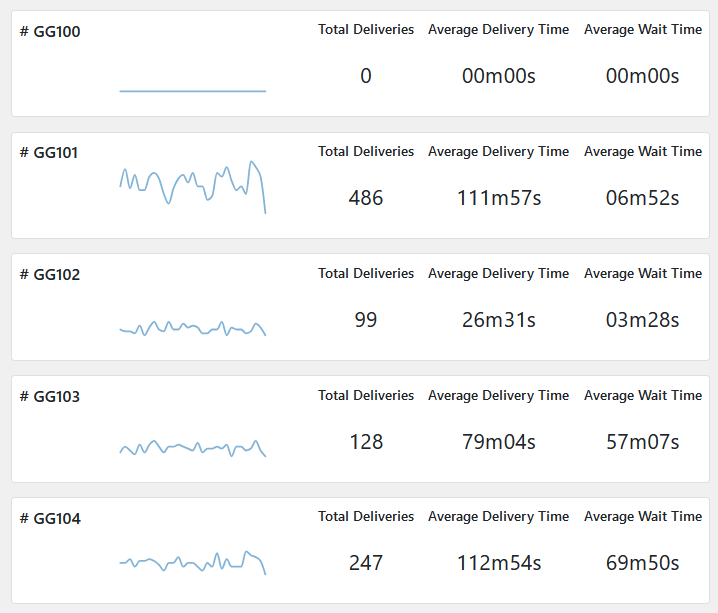 # GG100 Total Deliveries Average Delivery Time Average Wait Time
0 00m00s 00m00s
# GG101 Total Deliveries Average Delivery Time Average Wait Time
486 111m57s 06m52s
# GG102 Total Deliveries Average Delivery Time Average Wait Time
99 26m31s 03m28s
# GG103 Total Deliveries Average Delivery Time Average Wait Time
128 79m04s 57m07s
# GG104 Total Deliveries Average Delivery Time Average Wait Time
247 112m54s 69m50s